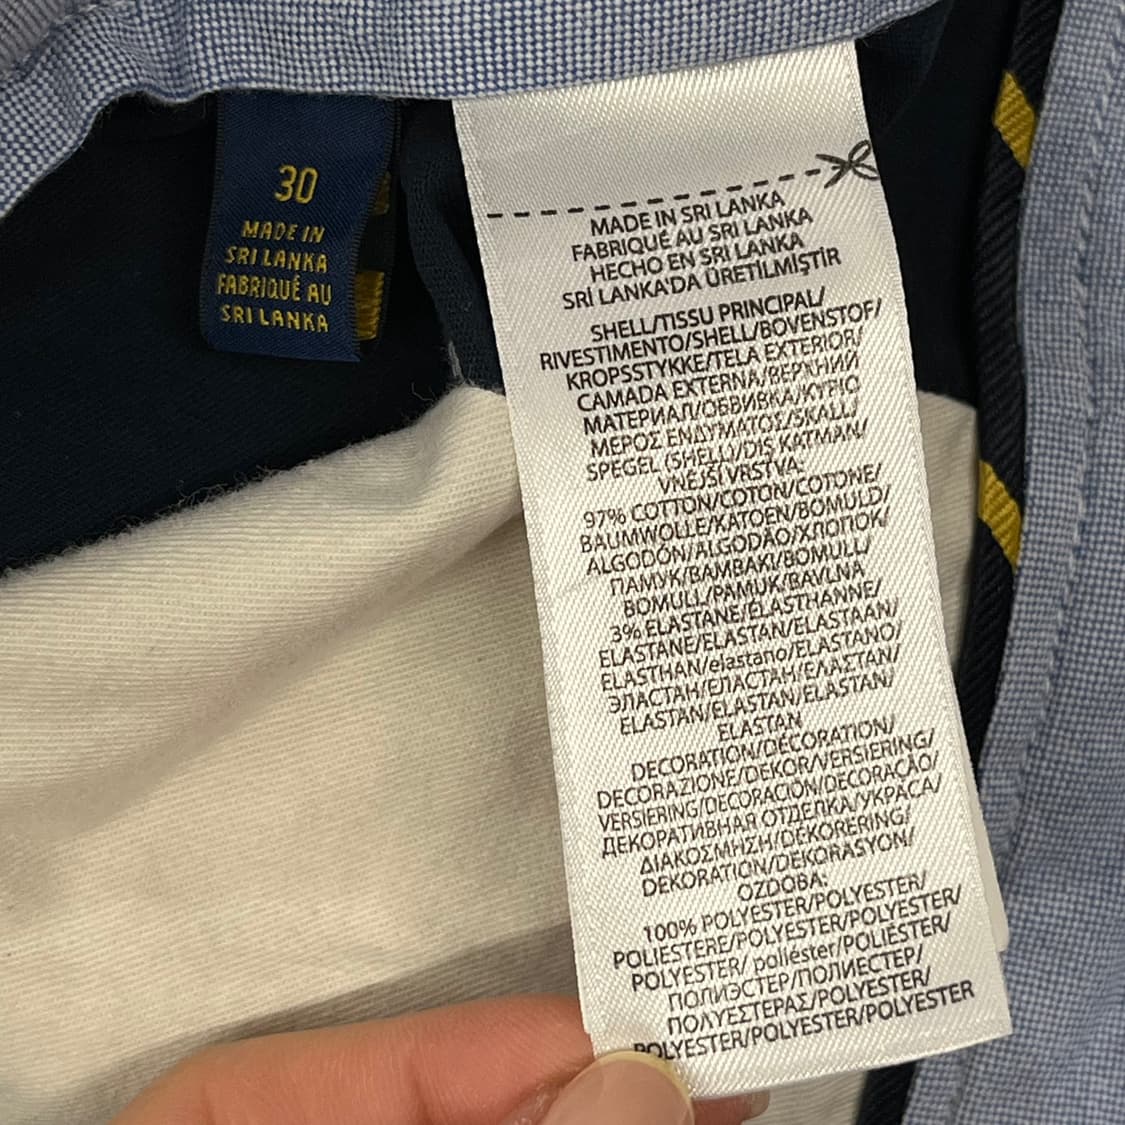 30
MADE IN
SRI LANKA
FABRIQUÉ AU
SRI LANKA
MADE IN SRI LANKA
FABRIQUÉ AU SRI LANKA
HECHO EN SRI LANKA
SRİ LANKA'DA ÜRETİLMİŞTİR
SHELL/TISSU PRINCIPAL/
RIVESTIMENTO/SHELL/BOVENSTOF/
KROPSSTYKKE/TELA EXTERIOR/
CAMADA EXTERNA/ВЕРХНИЙ
МАТЕРИАЛ/ОБВИВКА/ΚΥΡΙΟ
ΜΕΡΟΣ ΕΝΔΥΜΑΤΟΣ/SKALL/
SPEGEL (SHELL)/DIŞ KATMAN/
VNĚJŠÍ VRSTVA:
97% COTTON/COTON/COTONE/
BAUMWOLLE/KATOEN/BOMULD/
ALGODÓN/ALGODÃO/ХЛОПОК/
ПАМУК/ΒΑΜΒΑΚΙ/BOMULL/
BOMULL/PAMUK/BAVLNA
3% ELASTANE/ÉLASTHANNE/
ELASTANE/ELASTAN/ELASTAAN/
ELASTHAN/elastano/ELASTANO/
ЭЛАСТАН/ЕЛАСТАН/ΕΛΑΣΤΑΝ/
ELASTAN/ELASTAN/ELASTAN/
ELASTAN
DECORATION/DÉCORATION/
DECORAZIONE/DEKOR/VERSIERING/
VERSIERING/DECORACIÓN/DECORAÇÃO/
ДЕКОРАТИВНАЯ ОТДЕЛКА/УКРАСА/
ΔΙΑΚΟΣΜΗΣΗ/DEKORERING/
DEKORATION/DEKORASYON/
OZDOBA:
100% POLYESTER/POLYESTER/
POLIESTERE/POLYESTER/POLYESTER/
POLYESTER/ poliester/POLIÉSTER/
ПОЛИЭСТЕР/ПОЛИЕСТЕР/
ΠΟΛΥΕΣΤΕΡΑΣ/POLYESTER/
POLYESTER/POLYESTER/POLYESTER